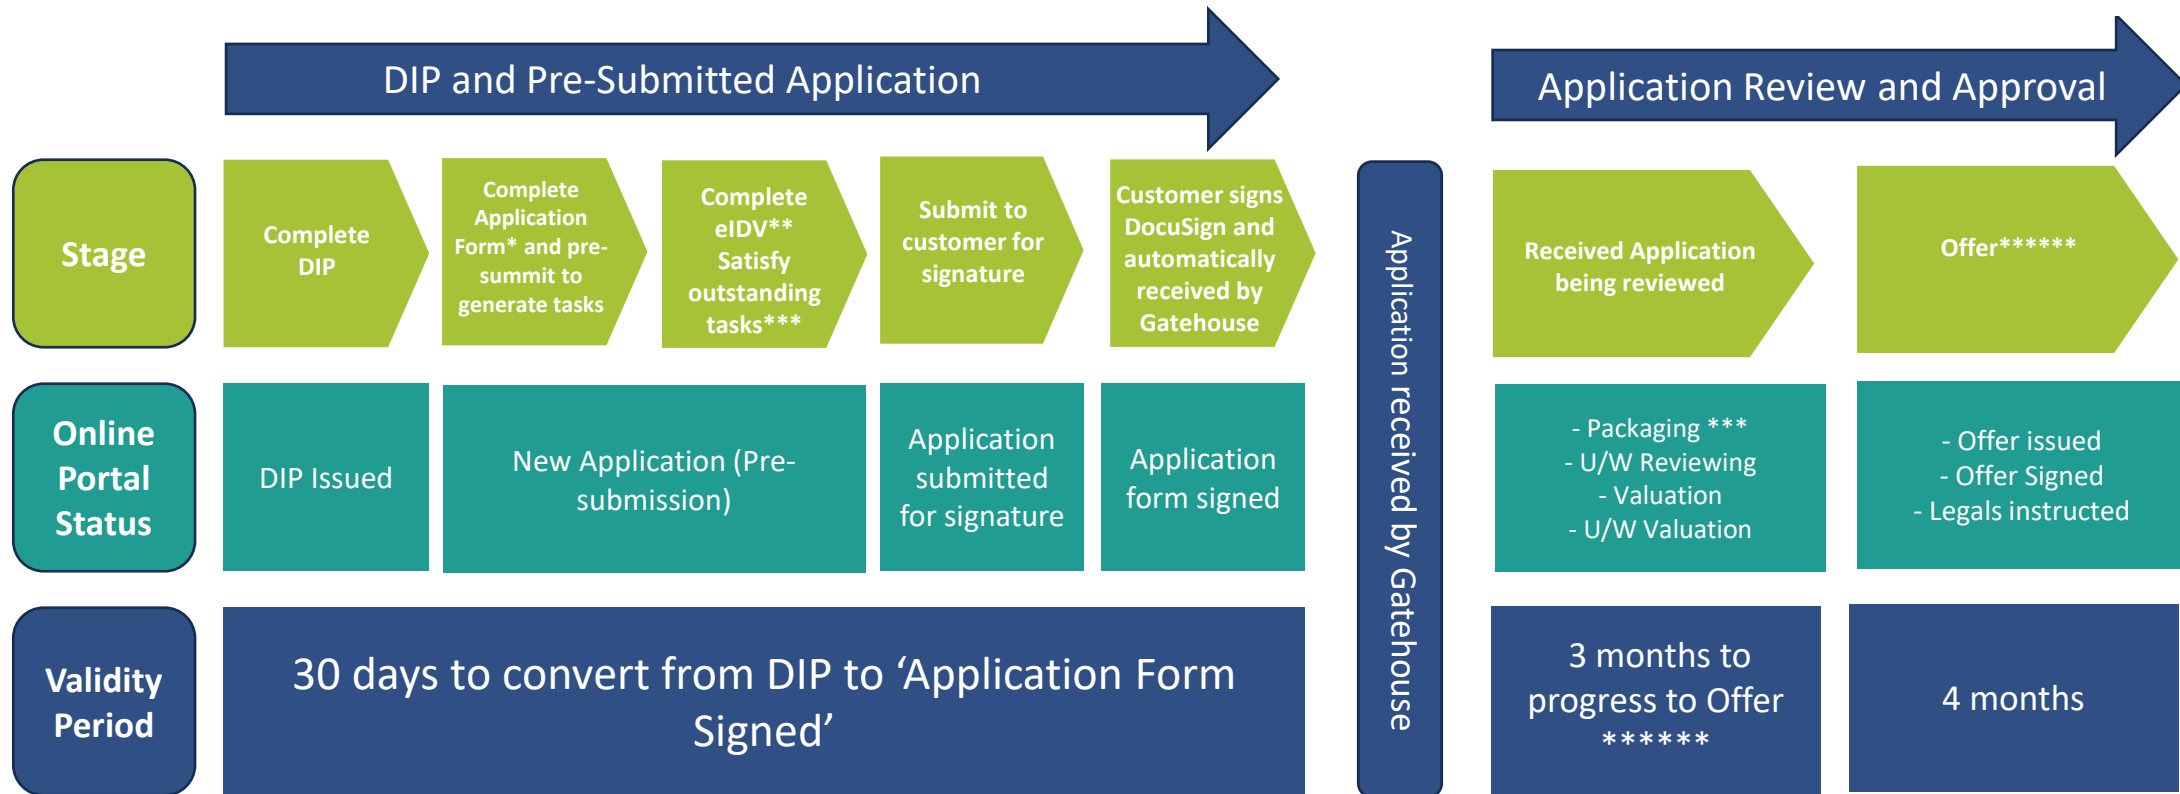 DIP and Pre-Submitted Application
Application Review and Approval
Stage
Complete
DIP
Complete
Application
Form* and pre-
summit to
generate tasks
Complete
eIDV**
Satisfy
outstanding
tasks***
Submit to
customer for
signature
Customer signs
DocuSign and
automatically
received by
Gatehouse
Application received by Gatehouse
Received Application
being reviewed
Offer******
Online
Portal
Status
DIP Issued
New Application (Pre-
submission)
Application
submitted
for signature
Application
form signed
- Packaging ***
- U/W Reviewing
- Valuation
- U/W Valuation
- Offer issued
- Offer Signed
- Legals instructed
Validity
Period
30 days to convert from DIP to ‘Application Form
Signed’
3 months to
progress to Offer
******
4 months